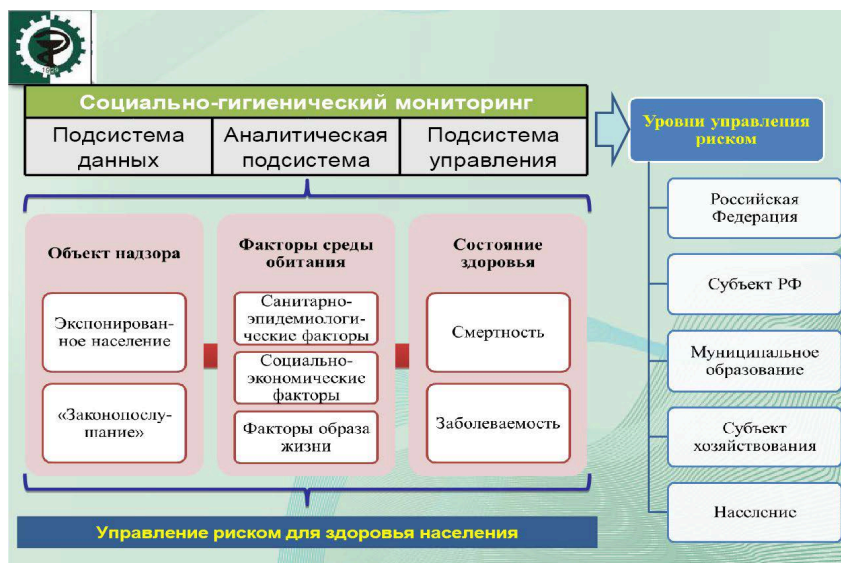 Социально-гигиенический мониторинг
Подсистема
данных
Аналитическая
подсистема
Подсистема
управления
Объект надзора
Экспонирован-
ное население
«Законопослу-
шание»
Факторы среды
обитания
Санитарно-
эпидемиологи-
ческие факторы
Социально-
экономические
факторы
Факторы образа
жизни
Состояние
здоровья
Смертность
Заболеваемость
Управление риском для здоровья населения
Уровни управления
риском
Российская
Федерация
Субъект РФ
Муниципальное
образование
Субъект
хозяйствования
Население